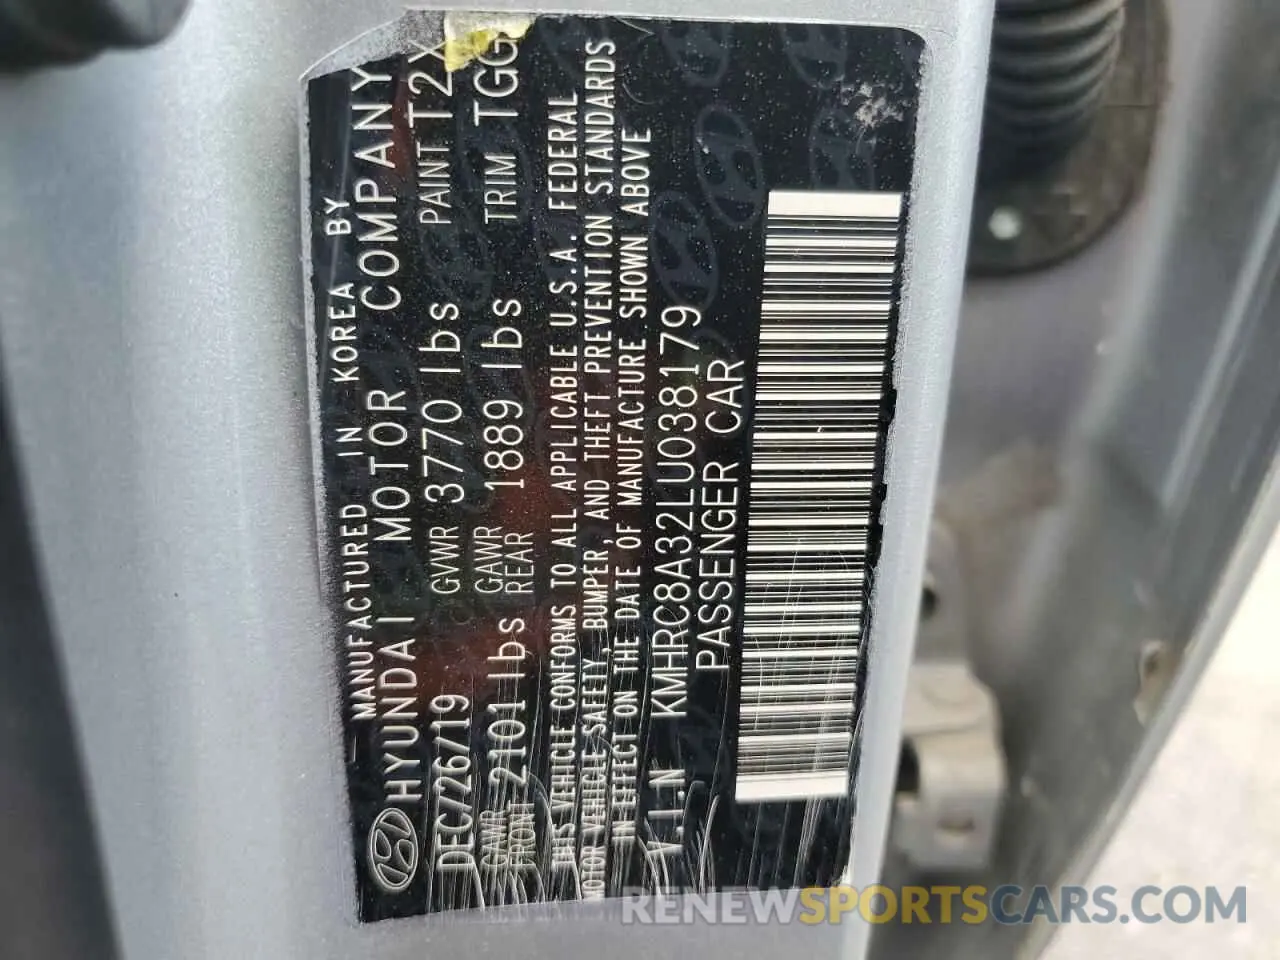 MANUFACTURED IN KOREA BY
HYUNDAI MOTOR COMPANY
DEC/26/19 GVWR 3770 lbs PAINT T2X
GAWR FRONT 2101 lbs GAWR REAR 1889 lbs TRIM TGG
THIS VEHICLE CONFORMS TO ALL APPLICABLE U.S.A. FEDERAL
MOTOR VEHICLE SAFETY, BUMPER, AND THEFT PREVENTION STANDARDS
IN EFFECT ON THE DATE OF MANUFACTURE SHOWN ABOVE
V.I.N KMHRC8A32LU038179
PASSENGER CAR
RENEWSPORTSCARS.COM